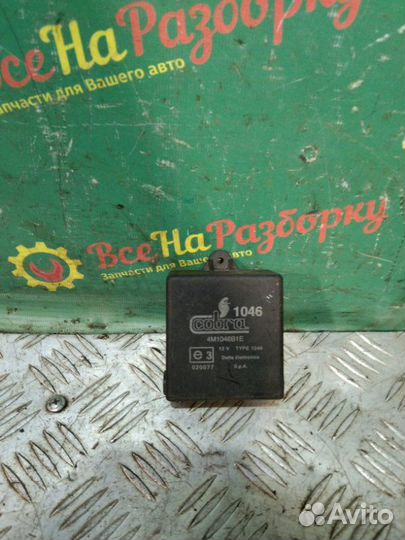 ВсеНаРазборку
Запчасти для Вашего авто
ВсеНаРазборку
Запчасти для Вашего авто
1046
cobra
4M1046B1E
e3
12 V TYPE 1046
Delta Elettronica
S.p.A.
020077
Avito